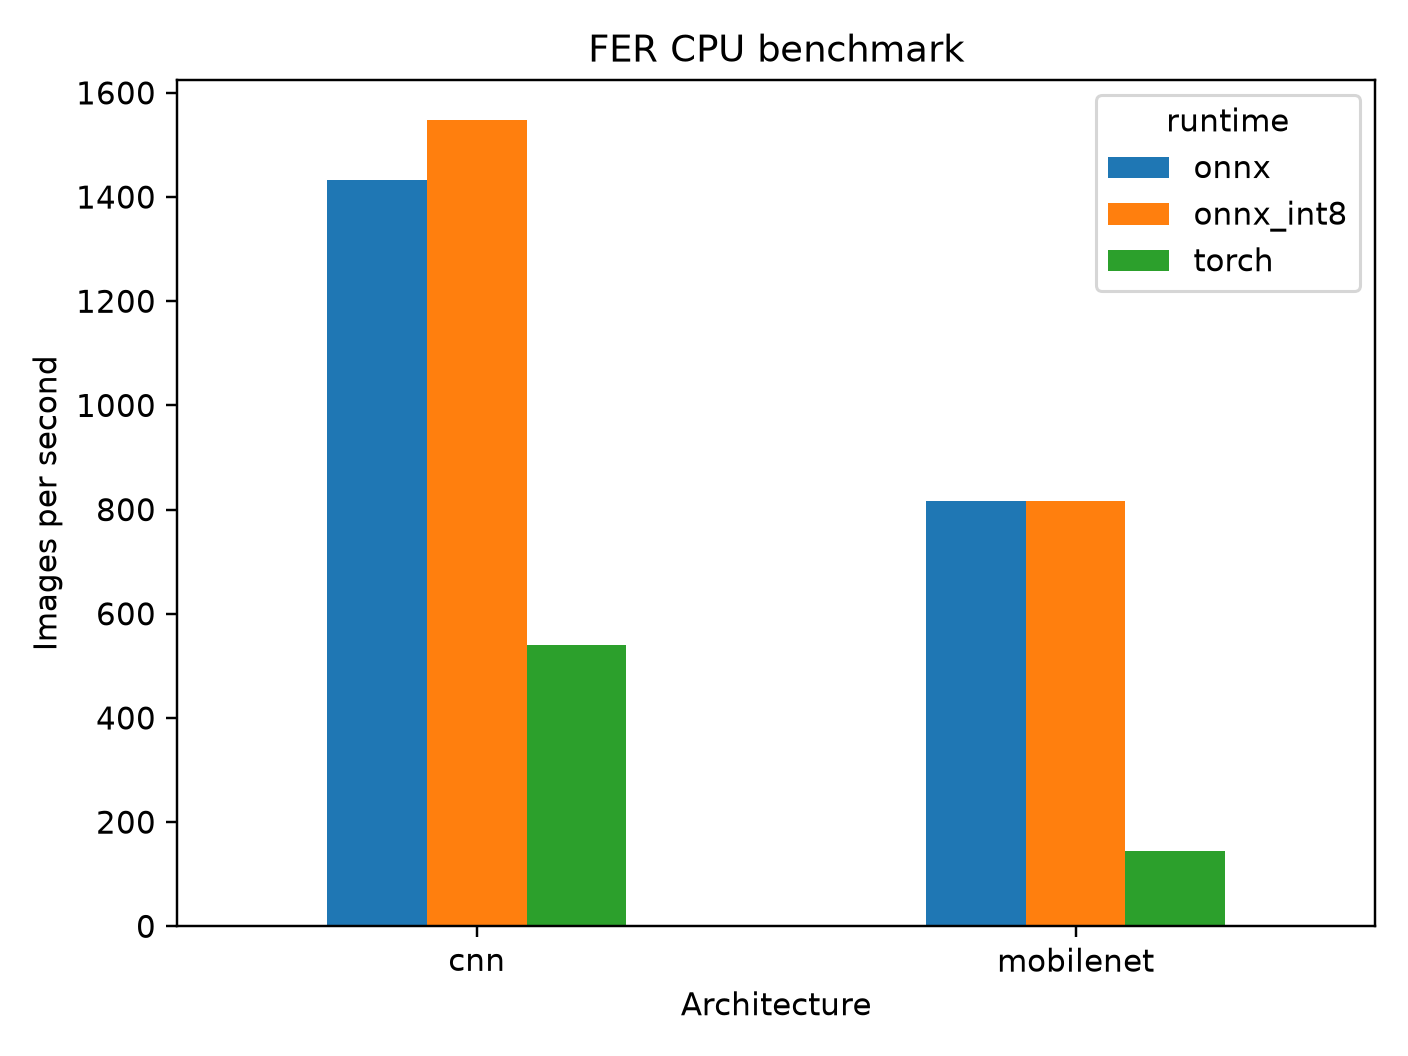 FER CPU benchmark
1600
1400
1200
1000
800
600
400
200
0
Images per second
runtime
onnx
onnx_int8
torch
cnn
mobilenet
Architecture